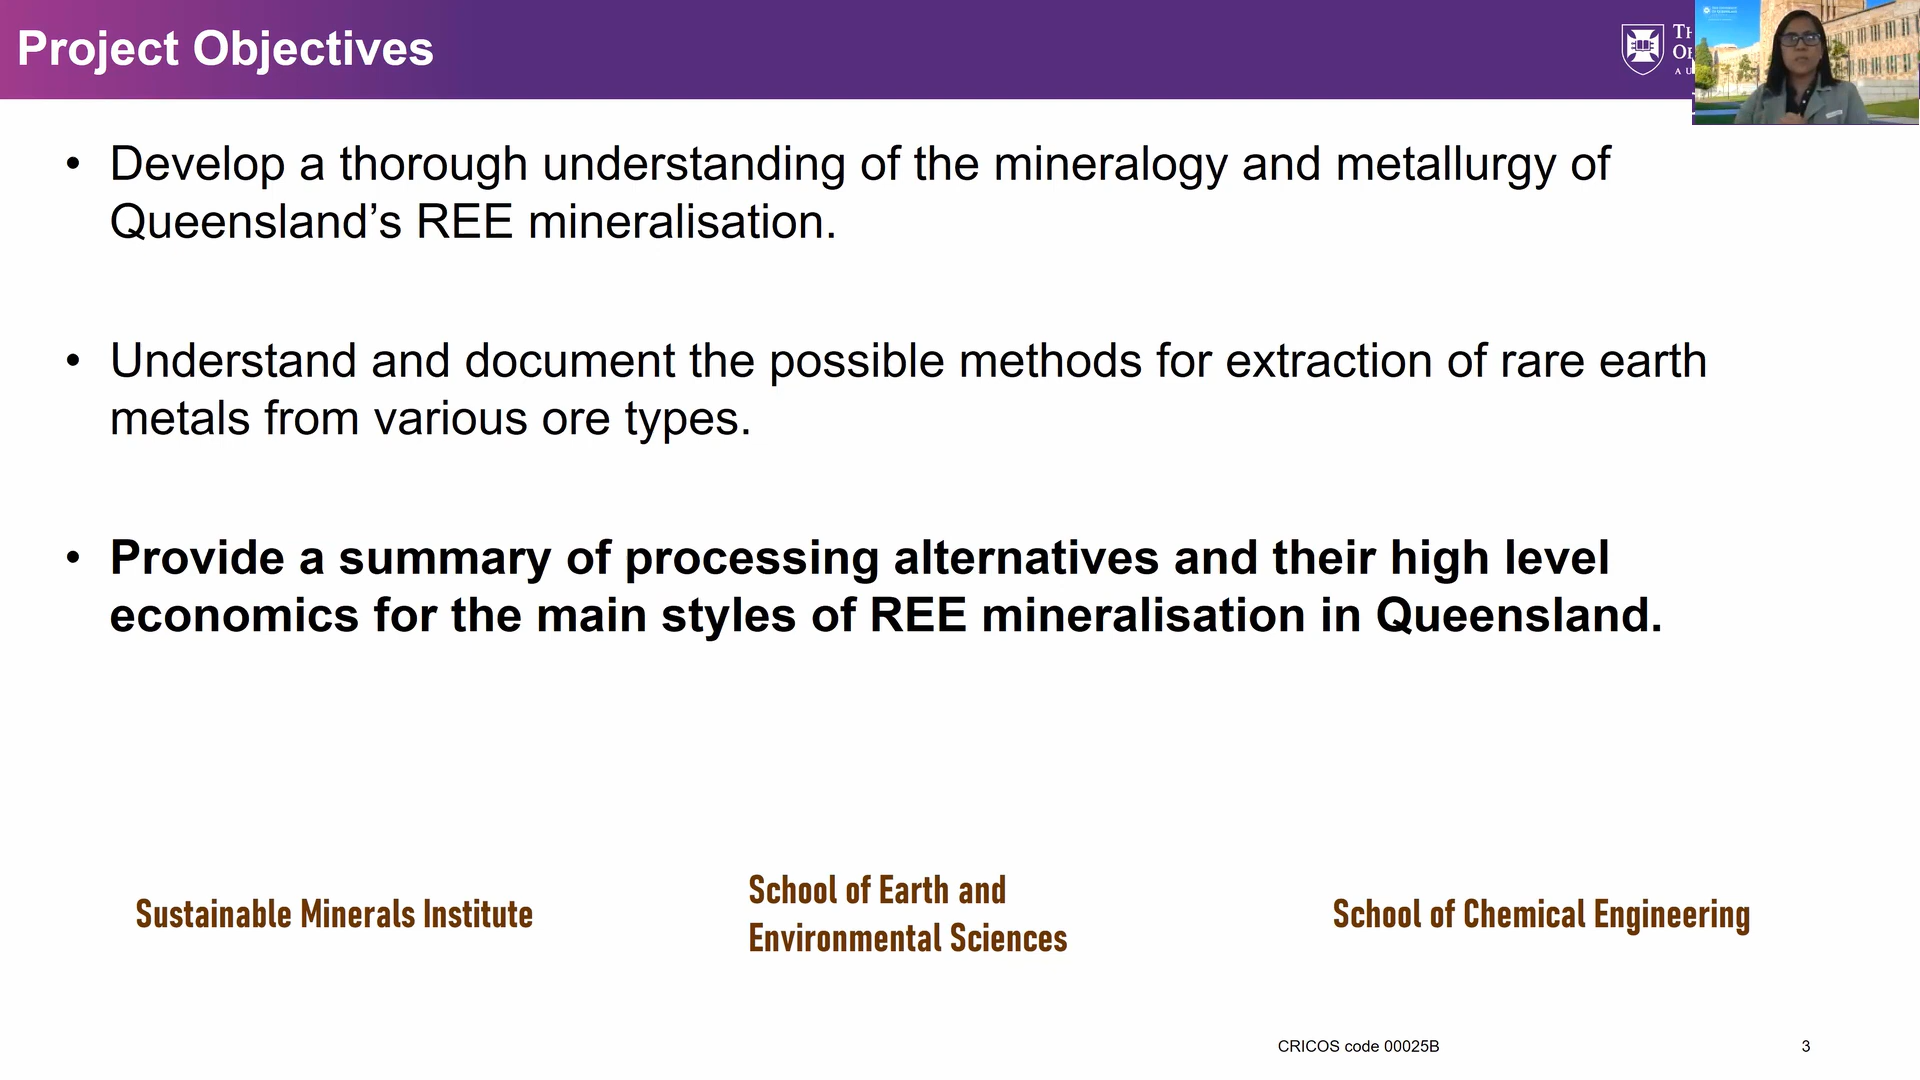 Project Objectives
• Develop a thorough understanding of the mineralogy and metallurgy of
Queensland’s REE mineralisation.
• Understand and document the possible methods for extraction of rare earth
metals from various ore types.
• Provide a summary of processing alternatives and their high level
economics for the main styles of REE mineralisation in Queensland.
Sustainable Minerals Institute
School of Earth and
Environmental Sciences
School of Chemical Engineering
CRICOS code 00025B
3